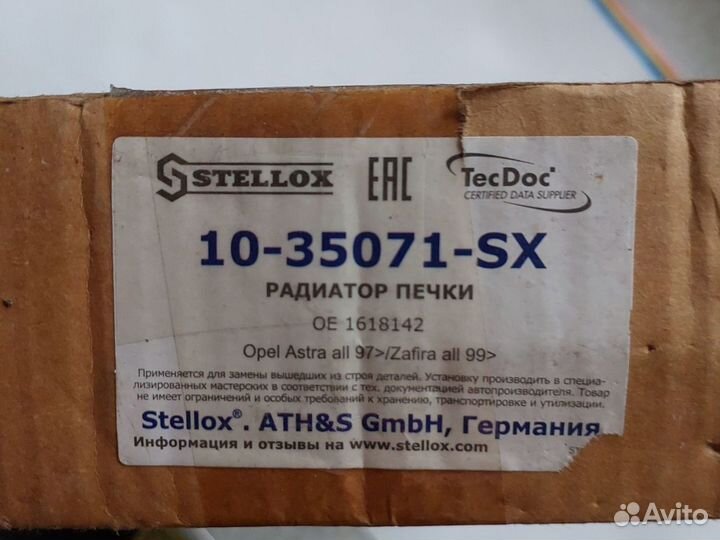 STELLOX
EAC
TecDoc
CERTIFIED DATA SUPPLIER
10-35071-SX
РАДИАТОР ПЕЧКИ
OE 1618142
Opel Astra all 97>/Zafira all 99>
Применяется для замены вышедших из строя деталей. Установку производить в специа-
лизированных мастерских в соответствии с тех. документацией автопроизводителя. Товар
не имеет ограничений и особых требований к хранению, транспортировке и утилизации.
Stellox®. ATH&S GmbH, Германия
Информация и отзывы на www.stellox.com
Avito